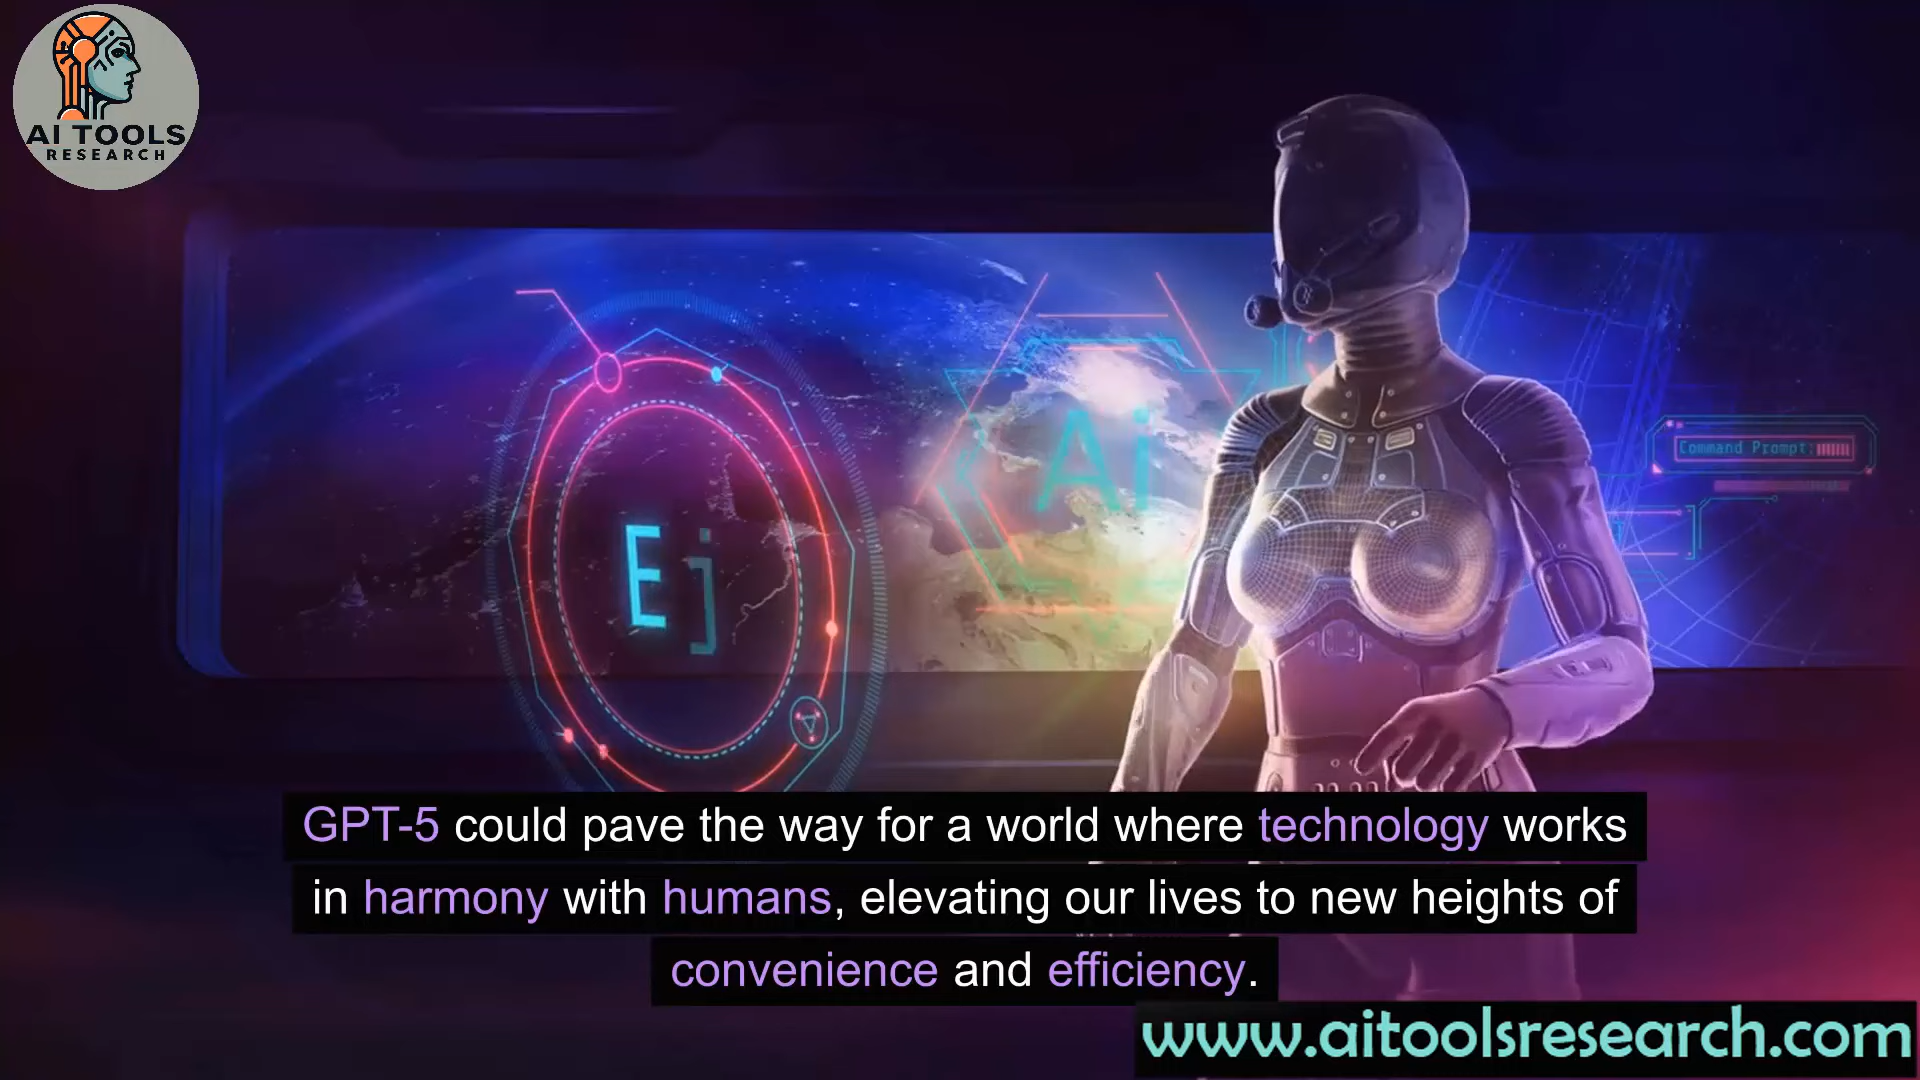 AI TOOLS
RESEARCH
Ai
Command Prompt:
Ej
GPT-5 could pave the way for a world where technology works
in harmony with humans, elevating our lives to new heights of
convenience and efficiency.
www.aitoolsresearch.com